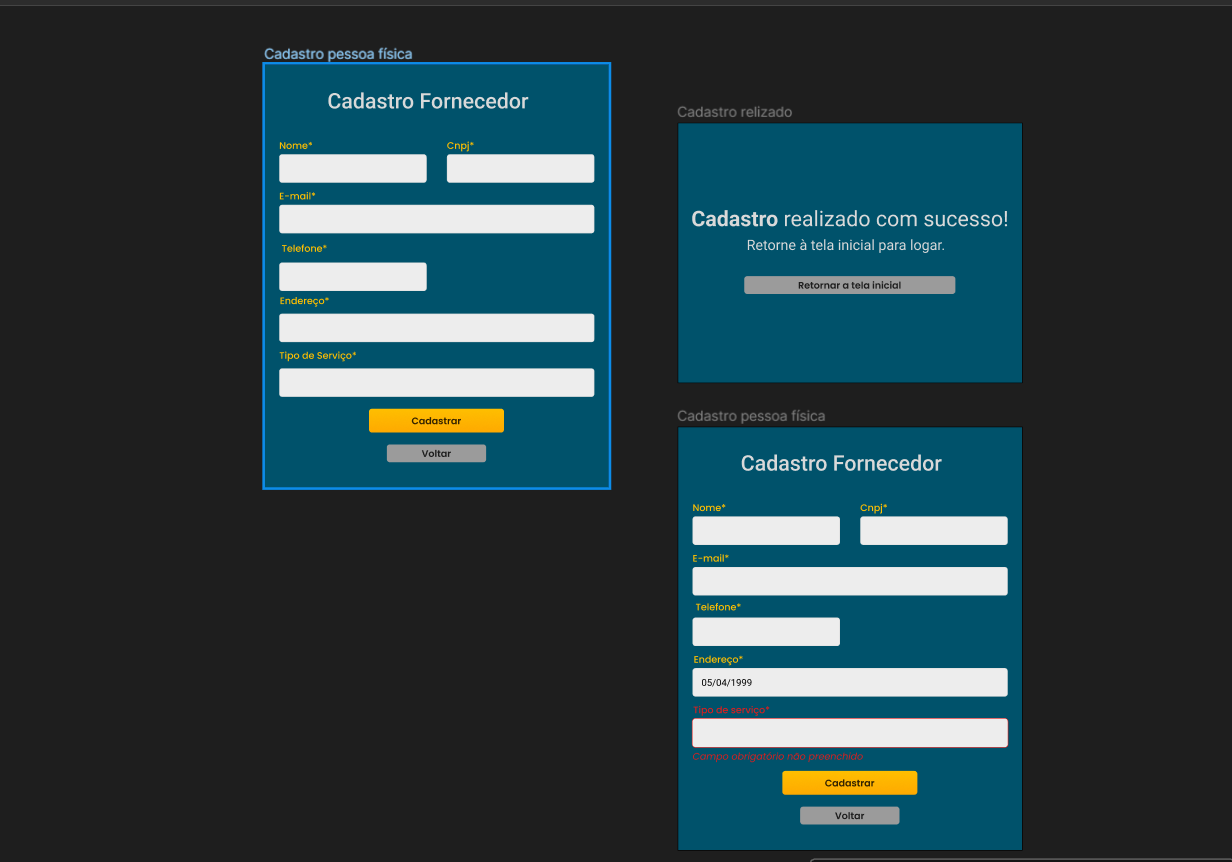 Cadastro pessoa física
Cadastro Fornecedor
Nome*
Cnpj*
E-mail*
Telefone*
Endereço*
Tipo de Serviço*
Cadastrar
Voltar
Cadastro relizado
Cadastro realizado com sucesso!
Retorne à tela inicial para logar.
Retornar a tela inicial
Cadastro pessoa física
Cadastro Fornecedor
Nome*
Cnpj*
E-mail*
Telefone*
Endereço*
05/04/1999
Tipo de serviço*
Campo obrigatório não preenchido
Cadastrar
Voltar